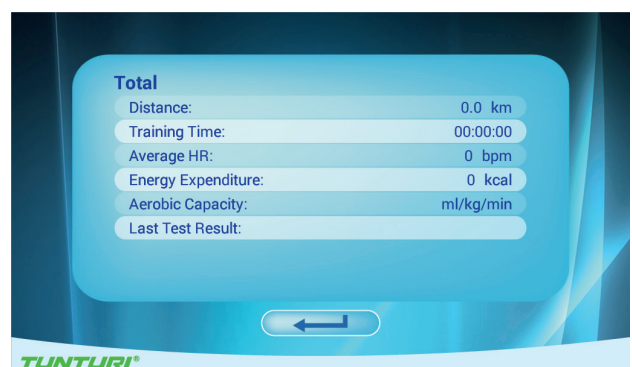 Total
Distance: 0.0 km
Training Time: 00:00:00
Average HR: 0 bpm
Energy Expenditure: 0 kcal
Aerobic Capacity: ml/kg/min
Last Test Result:
TUNTURI®